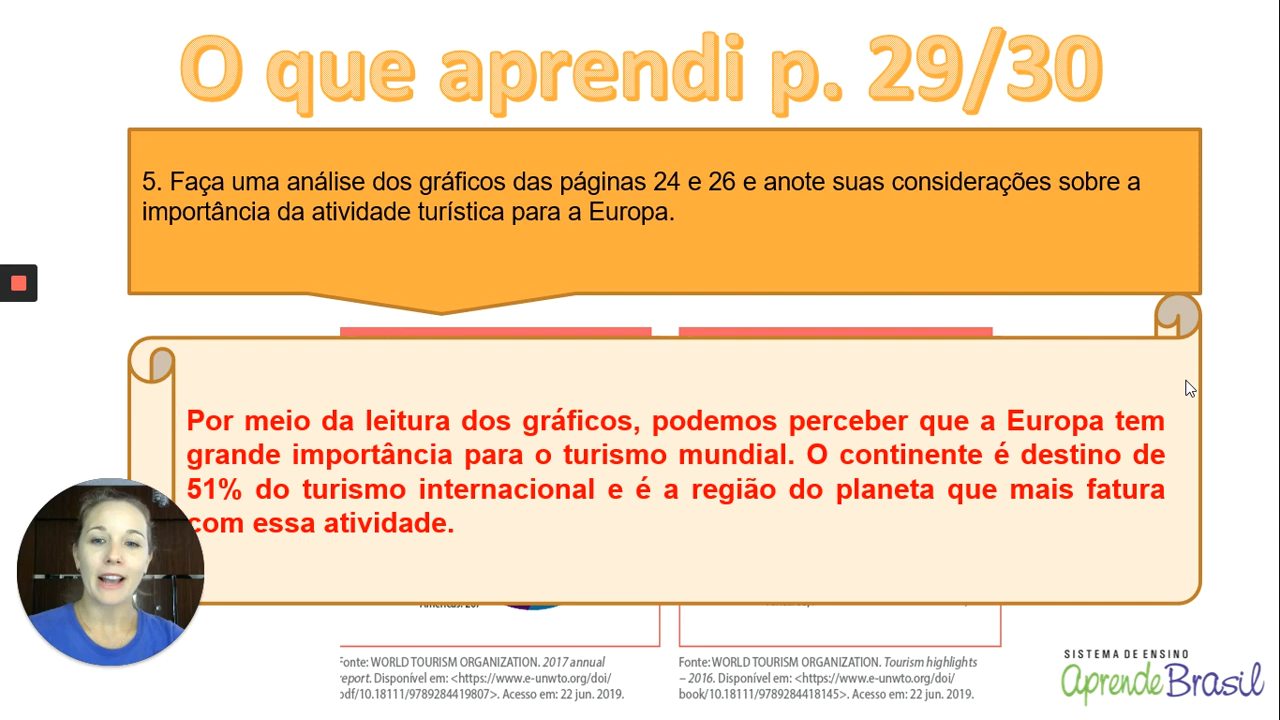 O que aprendi p. 29/30
5. Faça uma análise dos gráficos das páginas 24 e 26 e anote suas considerações sobre a
importância da atividade turística para a Europa.
Por meio da leitura dos gráficos, podemos perceber que a Europa tem
grande importância para o turismo mundial. O continente é destino de
51% do turismo internacional e é a região do planeta que mais fatura
com essa atividade.
Fonte: WORLD TOURISM ORGANIZATION. 2017 annual
report. Disponível em: <https://www.e-unwto.org/doi/
pdf/10.18111/9789284419807>. Acesso em: 22 jun. 2019.
Fonte: WORLD TOURISM ORGANIZATION. Tourism highlights
– 2016. Disponível em: <https://www.e-unwto.org/doi/
book/10.18111/9789284418145>. Acesso em: 22 jun. 2019.
SISTEMA DE ENSINO
aprende Brasil